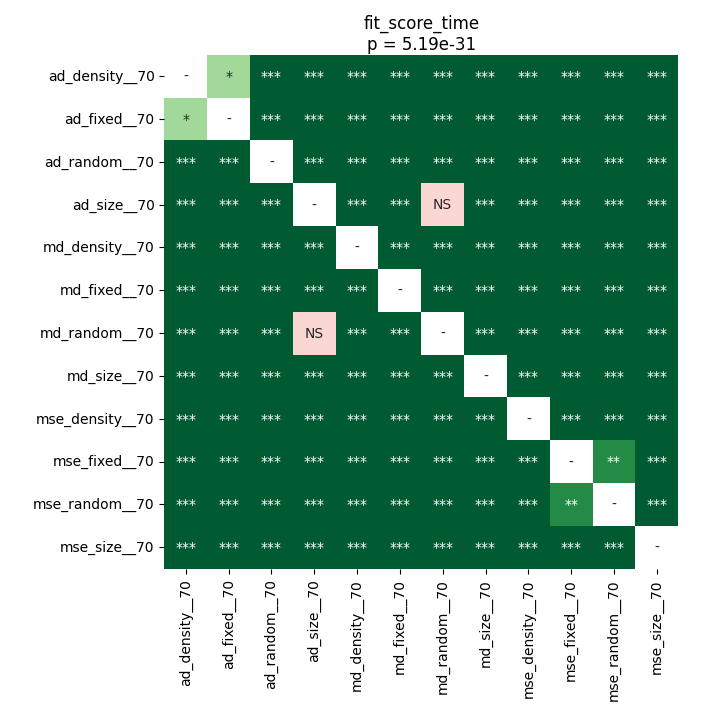 fit_score_time
p = 5.19e-31
ad_density__70 - * *** *** *** *** *** *** *** *** *** ***
ad_fixed__70 * - *** *** *** *** *** *** *** *** *** ***
ad_random__70 *** *** - *** *** *** *** *** *** *** *** ***
ad_size__70 *** *** *** - *** *** NS *** *** *** *** ***
md_density__70 *** *** *** *** - *** *** *** *** *** *** ***
md_fixed__70 *** *** *** *** *** - *** *** *** *** *** ***
md_random__70 *** *** *** NS *** *** - *** *** *** *** ***
md_size__70 *** *** *** *** *** *** *** - *** *** *** ***
mse_density__70 *** *** *** *** *** *** *** *** - *** *** ***
mse_fixed__70 *** *** *** *** *** *** *** *** *** - ** ***
mse_random__70 *** *** *** *** *** *** *** *** *** ** - ***
mse_size__70 *** *** *** *** *** *** *** *** *** *** *** -
ad_density__70
ad_fixed__70
ad_random__70
ad_size__70
md_density__70
md_fixed__70
md_random__70
md_size__70
mse_density__70
mse_fixed__70
mse_random__70
mse_size__70